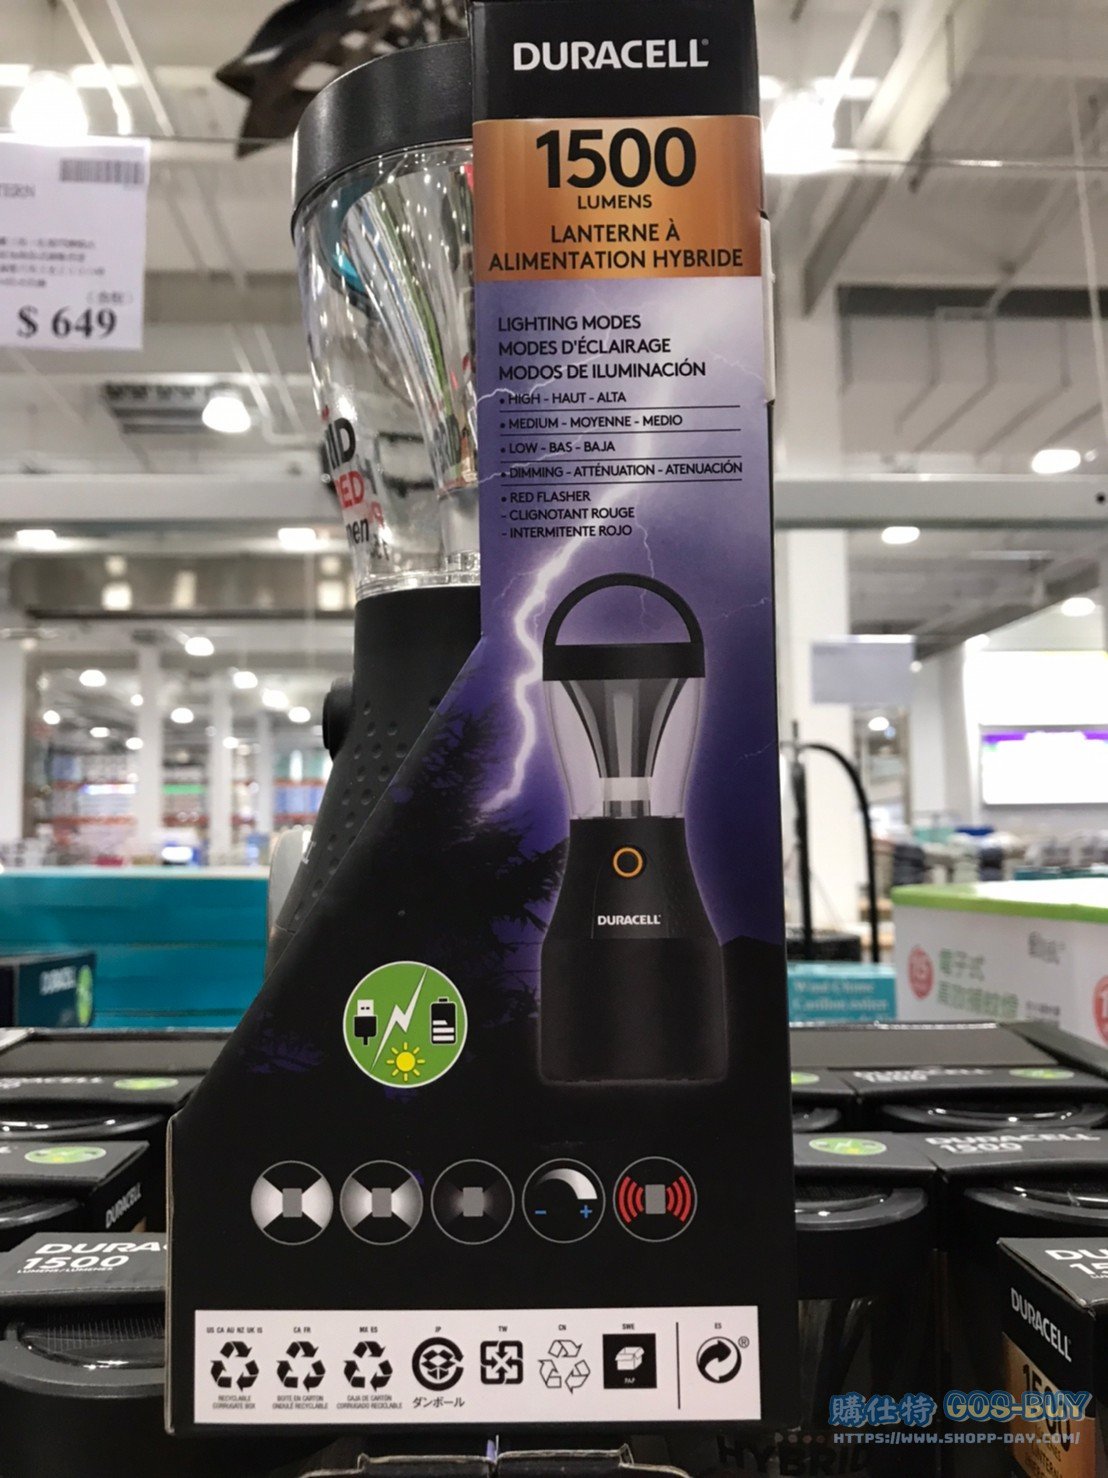 DURACELL
1500
LUMENS
LANTERNE À
ALIMENTATION HYBRIDE
LIGHTING MODES
MODES D'ÉCLAIRAGE
MODOS DE ILUMINACIÓN
• HIGH - HAUT - ALTA
• MEDIUM - MOYENNE - MEDIO
• LOW - BAS - BAJA
• DIMMING - ATTÉNUATION - ATENUACIÓN
• RED FLASHER
- CLIGNOTANT ROUGE
- INTERMITENTE ROJO
$ 649
DURACELL
DURACELL
DURACELL
1500
DURACELL
1500
DURACELL
US CA AU NZ UK IS
CA FR
MX ES
JP
TW
CN
SWE
ES
PAP
RECYCLABLE
CORRUGATE BOX
BOITE EN CARTON
ONDULÉ RECYCLABLE
CAJA DE CARTÓN
CORRUGADO RECICLABLE
ダンボール
購仕特 GOS-BUY
HTTPS://WWW.SHOPP-DAY.COM/